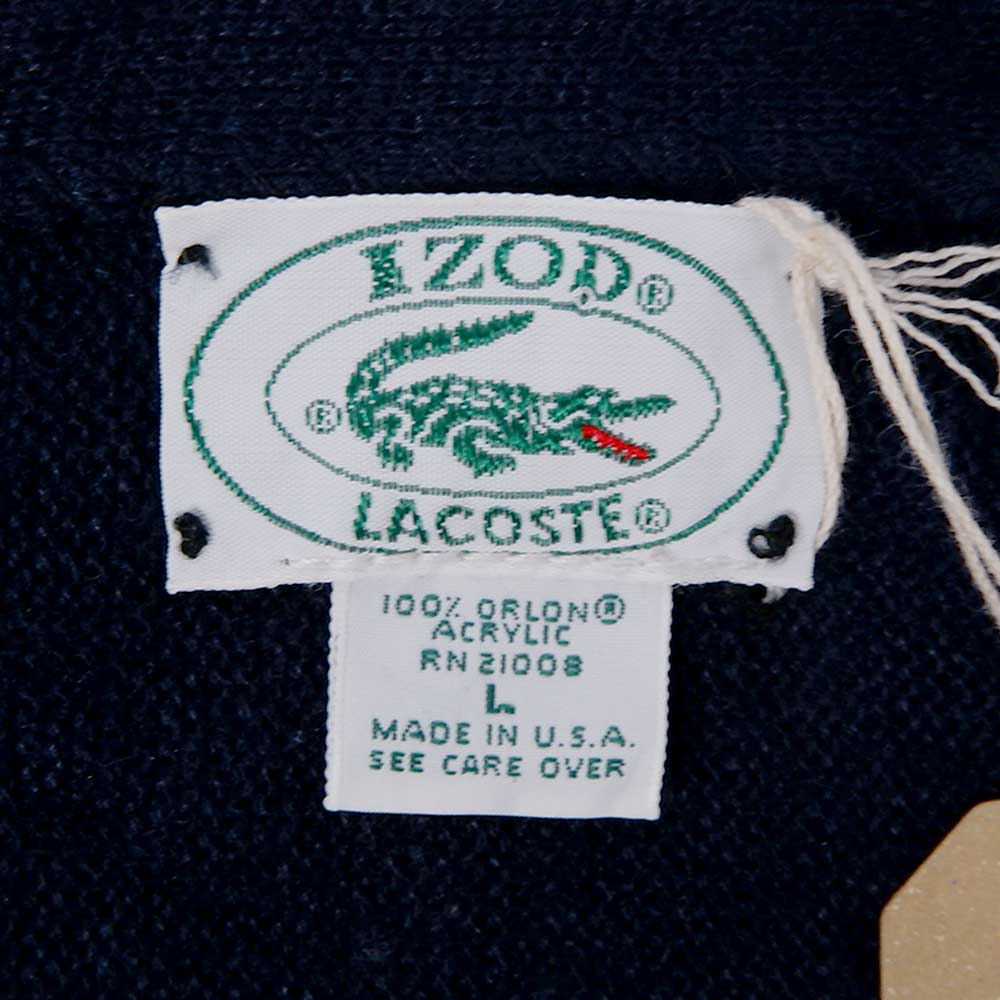 IZOD®
®
LACOSTE®
100% ORLON®
ACRYLIC
RN 21008
L
MADE IN U.S.A.
SEE CARE OVER